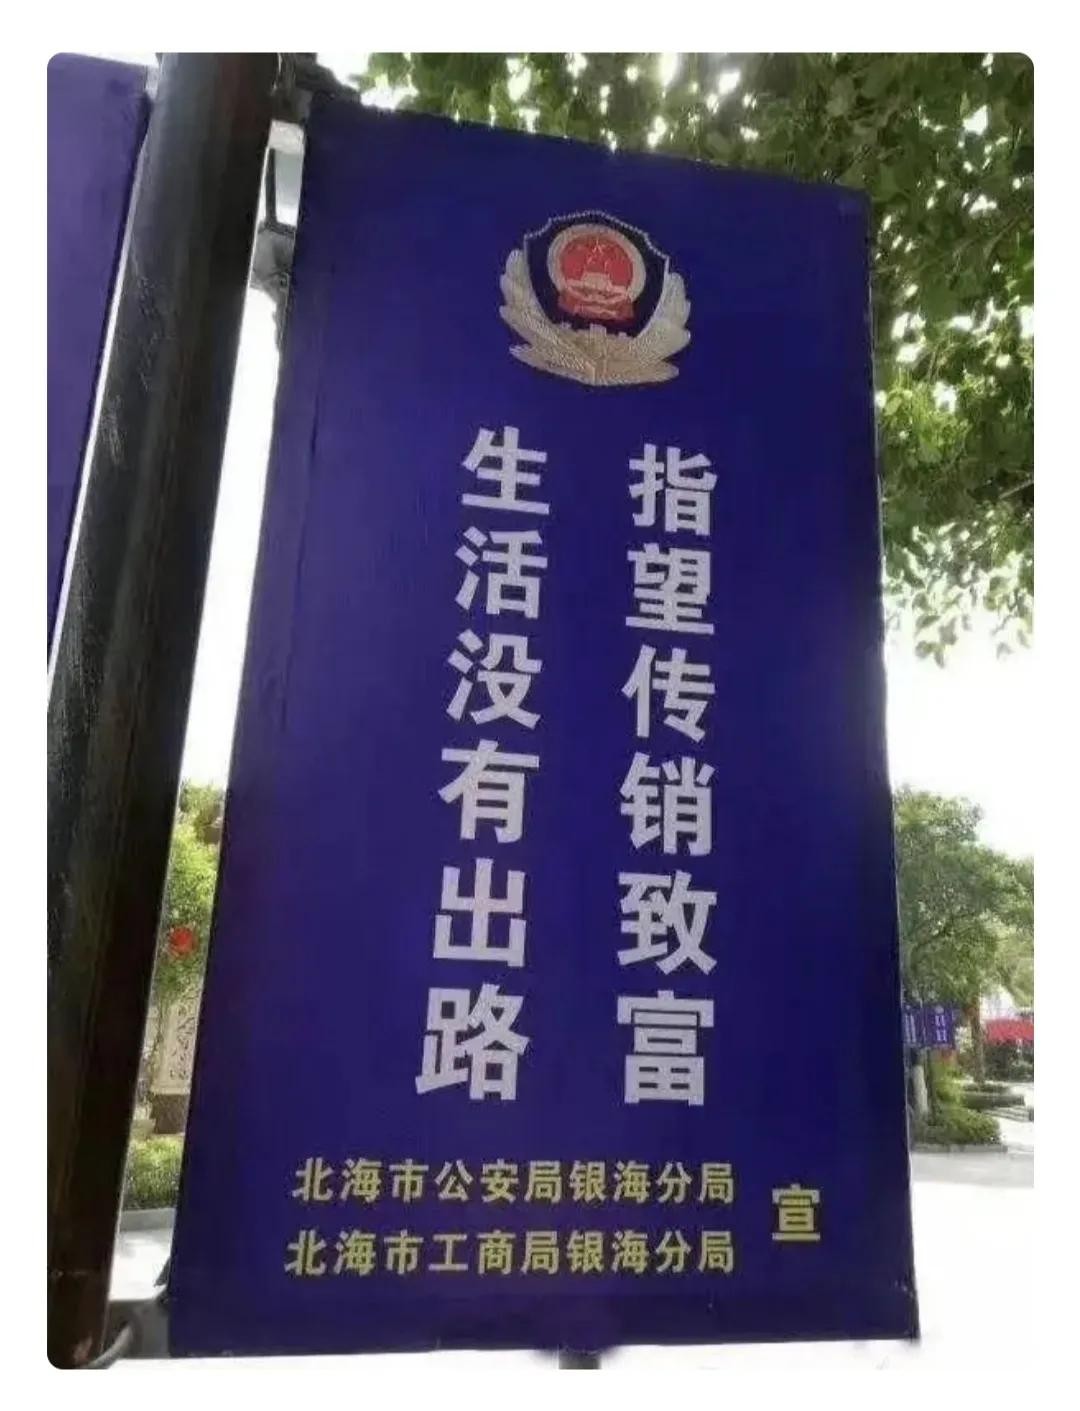 指望传销致富
生活没有出路
北海市公安局银海分局
北海市工商局银海分局
宣